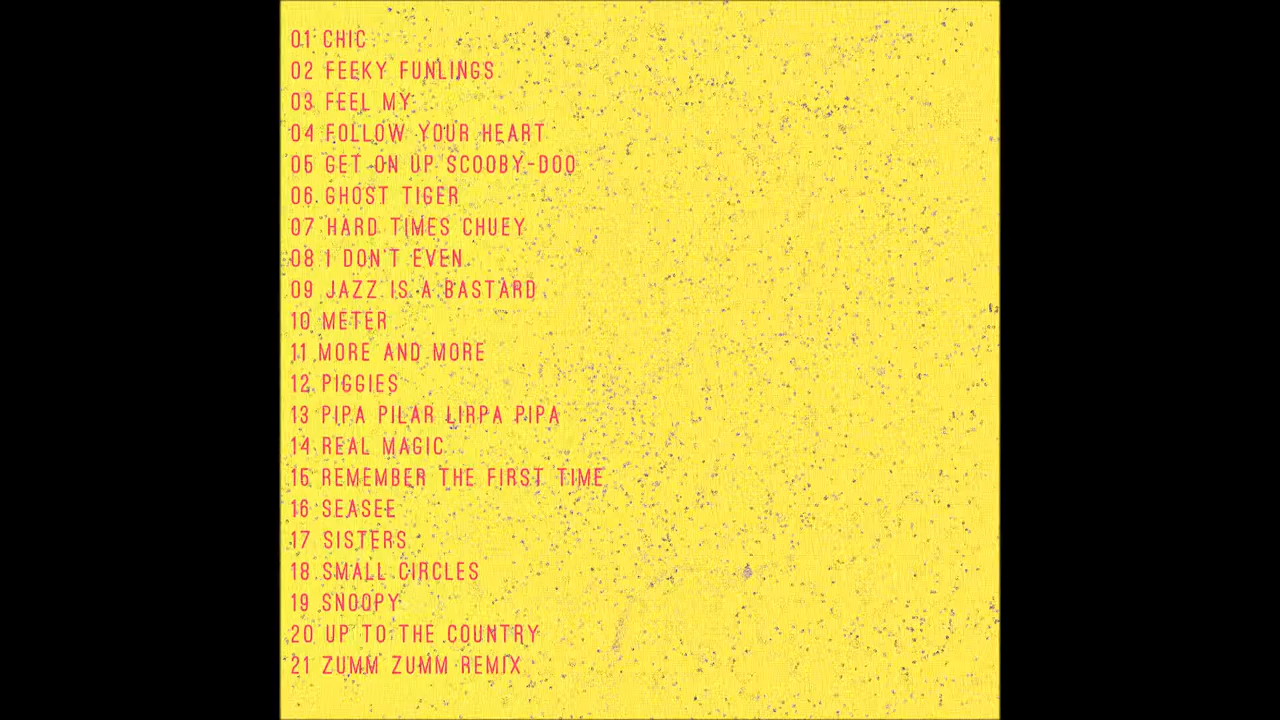 01 CHIC
02 FEEKY FUNLINGS
03 FEEL MY
04 FOLLOW YOUR HEART
05 GET ON UP SCOOBY-DOO
06 GHOST TIGER
07 HARD TIMES CHUEY
08 I DON'T EVEN
09 JAZZ IS A BASTARD
10 METER
11 MORE AND MORE
12 PIGGIES
13 PIPA PILAR LIRPA PIPA
14 REAL MAGIC
15 REMEMBER THE FIRST TIME
16 SEASEE
17 SISTERS
18 SMALL CIRCLES
19 SNOOPY
20 UP TO THE COUNTRY
21 ZUMM ZUMM REMIX